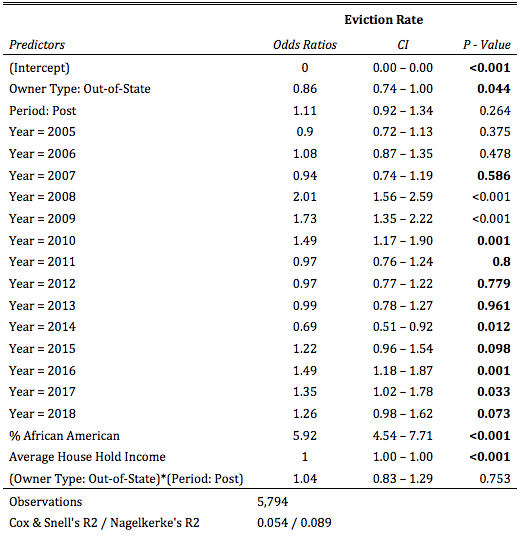 Eviction Rate
Predictors Odds Ratios CI P - Value
(Intercept) 0 0.00 – 0.00 <0.001
Owner Type: Out-of-State 0.86 0.74 – 1.00 0.044
Period: Post 1.11 0.92 – 1.34 0.264
Year = 2005 0.9 0.72 – 1.13 0.375
Year = 2006 1.08 0.87 – 1.35 0.478
Year = 2007 0.94 0.74 – 1.19 0.586
Year = 2008 2.01 1.56 – 2.59 <0.001
Year = 2009 1.73 1.35 – 2.22 <0.001
Year = 2010 1.49 1.17 – 1.90 0.001
Year = 2011 0.97 0.76 – 1.24 0.8
Year = 2012 0.97 0.77 – 1.22 0.779
Year = 2013 0.99 0.78 – 1.27 0.961
Year = 2014 0.69 0.51 – 0.92 0.012
Year = 2015 1.22 0.96 – 1.54 0.098
Year = 2016 1.49 1.18 – 1.87 0.001
Year = 2017 1.35 1.02 – 1.78 0.033
Year = 2018 1.26 0.98 – 1.62 0.073
% African American 5.92 4.54 – 7.71 <0.001
Average House Hold Income 1 1.00 – 1.00 <0.001
(Owner Type: Out-of-State)*(Period: Post) 1.04 0.83 – 1.29 0.753
Observations 5,794
Cox & Snell's R2 / Nagelkerke's R2 0.054 / 0.089